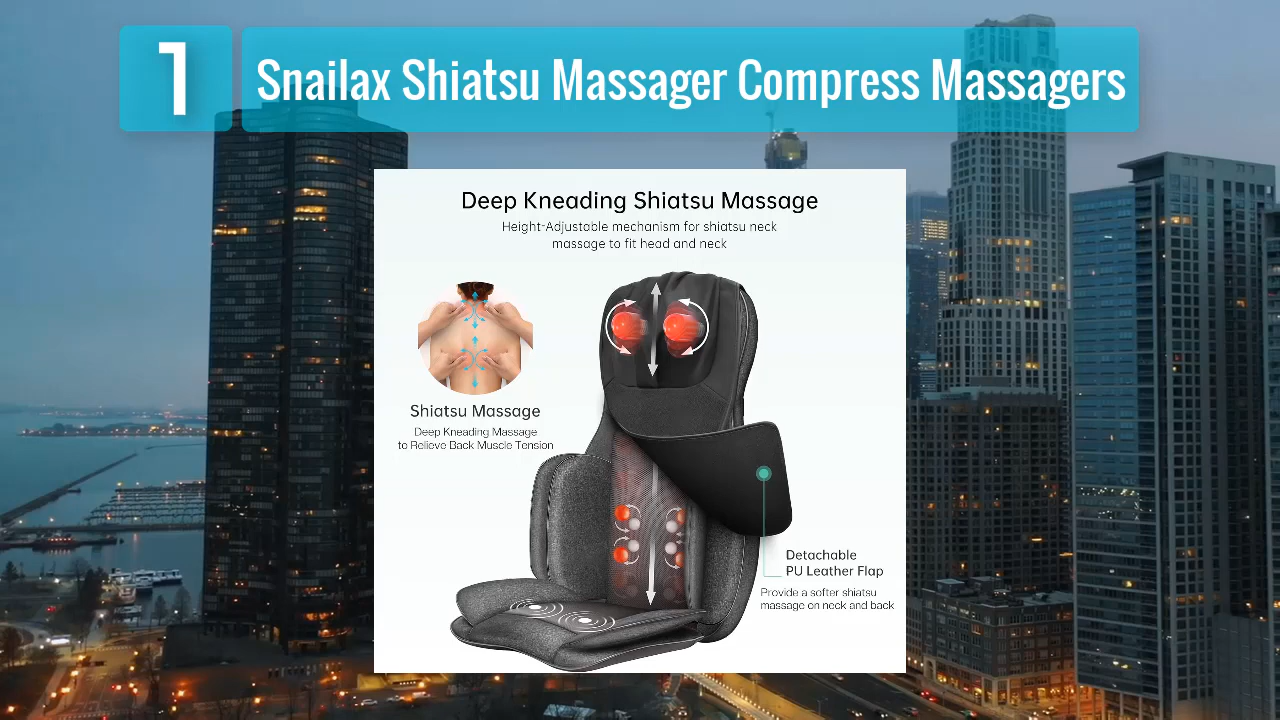 1
Snailax Shiatsu Massager Compress Massagers
Deep Kneading Shiatsu Massage
Height-Adjustable mechanism for shiatsu neck
massage to fit head and neck
Shiatsu Massage
Deep Kneading Massage
to Relieve Back Muscle Tension
Detachable
PU Leather Flap
Provide a softer shiatsu
massage on neck and back